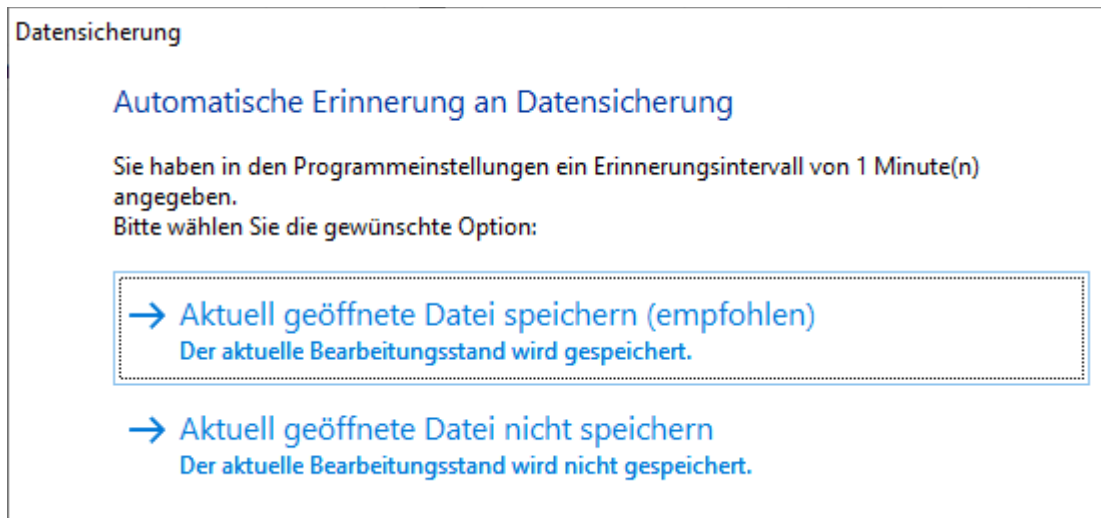 Datensicherung
Automatische Erinnerung an Datensicherung
Sie haben in den Programmeinstellungen ein Erinnerungsintervall von 1 Minute(n)
angegeben.
Bitte wählen Sie die gewünschte Option:
→ Aktuell geöffnete Datei speichern (empfohlen)
Der aktuelle Bearbeitungsstand wird gespeichert.
→ Aktuell geöffnete Datei nicht speichern
Der aktuelle Bearbeitungsstand wird nicht gespeichert.